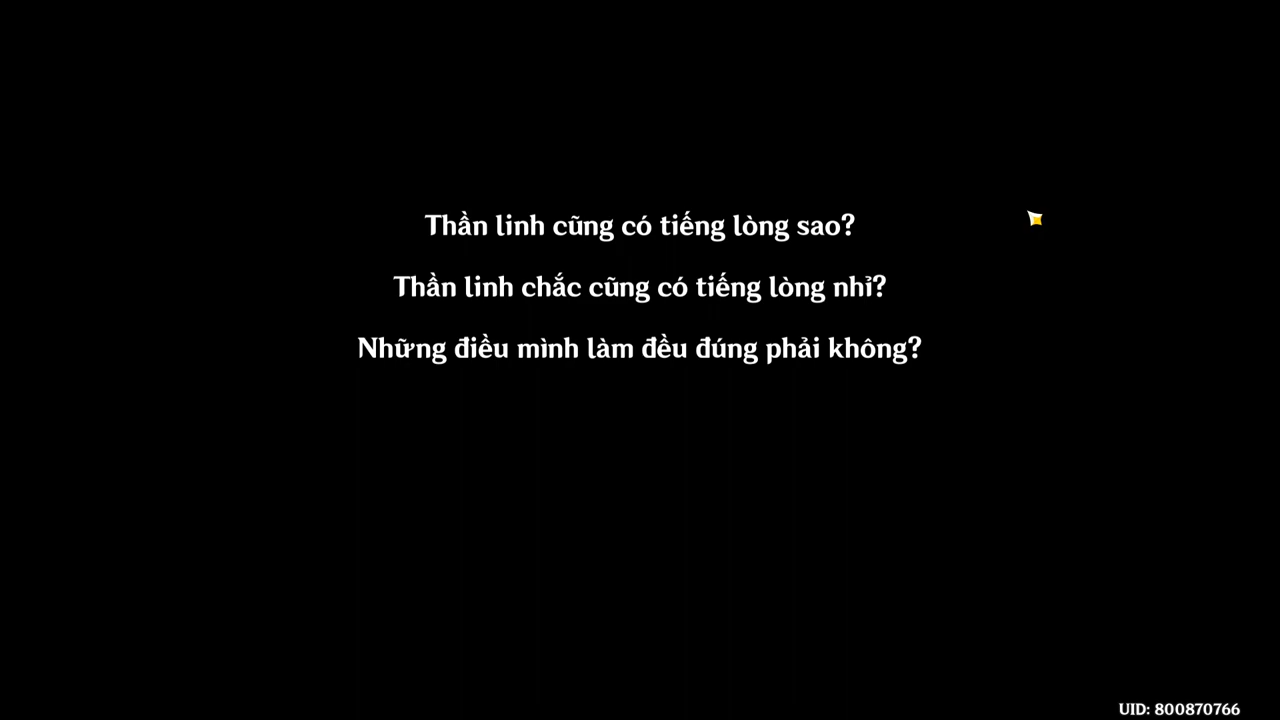 Thần linh cũng có tiếng lòng sao?
Thần linh chắc cũng có tiếng lòng nhỉ?
Những điều mình làm đều đúng phải không?
UID: 800870766